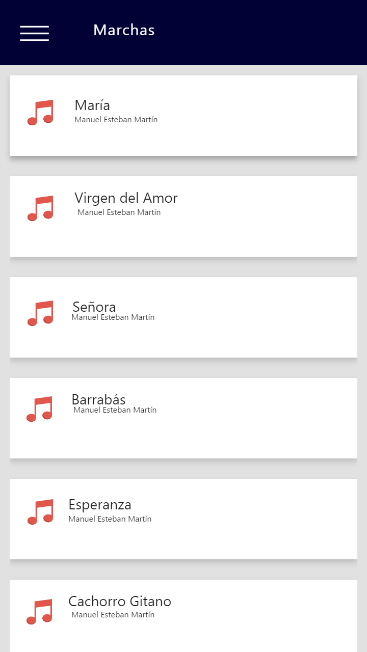 Marchas
María
Manuel Esteban Martín
Virgen del Amor
Manuel Esteban Martín
Señora
Manuel Esteban Martín
Barrabás
Manuel Esteban Martín
Esperanza
Manuel Esteban Martín
Cachorro Gitano
Manuel Esteban Martín